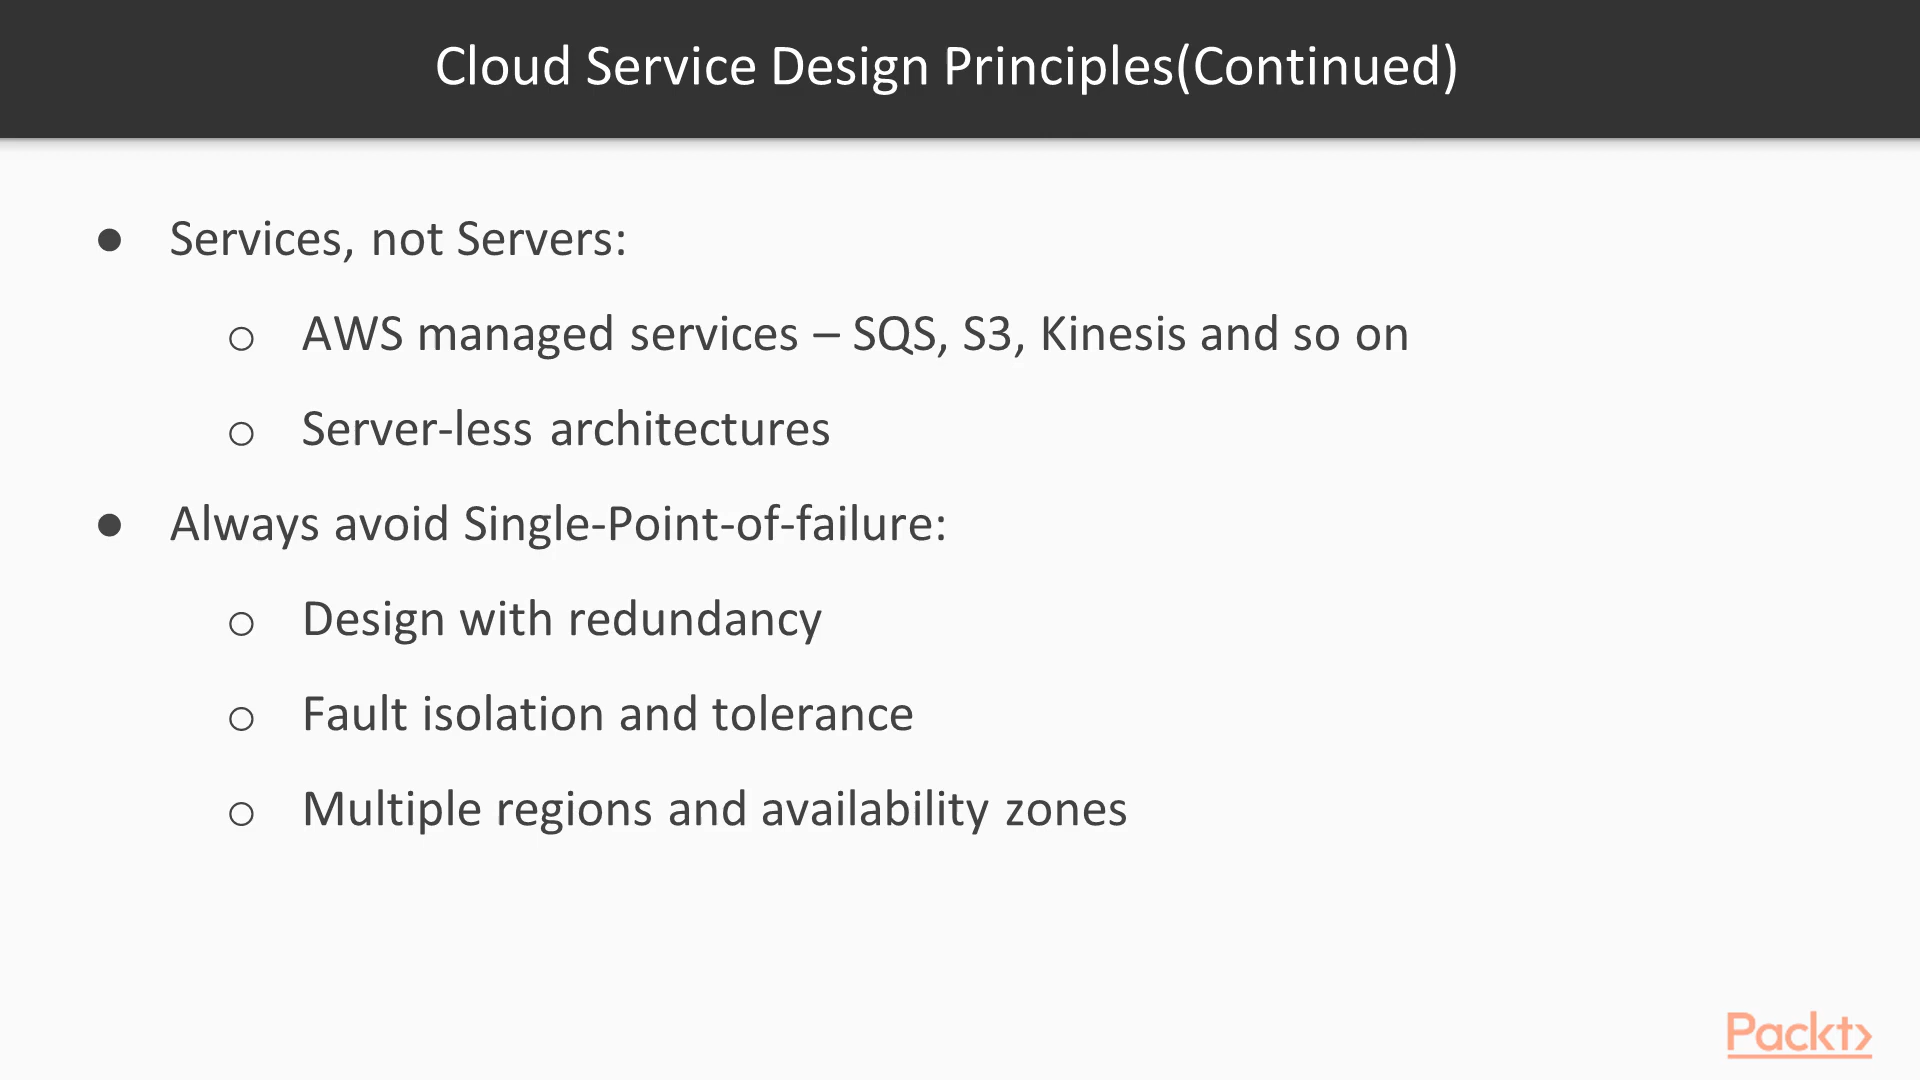 Cloud Service Design Principles(Continued)
● Services, not Servers:
○ AWS managed services – SQS, S3, Kinesis and so on
○ Server-less architectures
● Always avoid Single-Point-of-failure:
○ Design with redundancy
○ Fault isolation and tolerance
○ Multiple regions and availability zones
Packt>